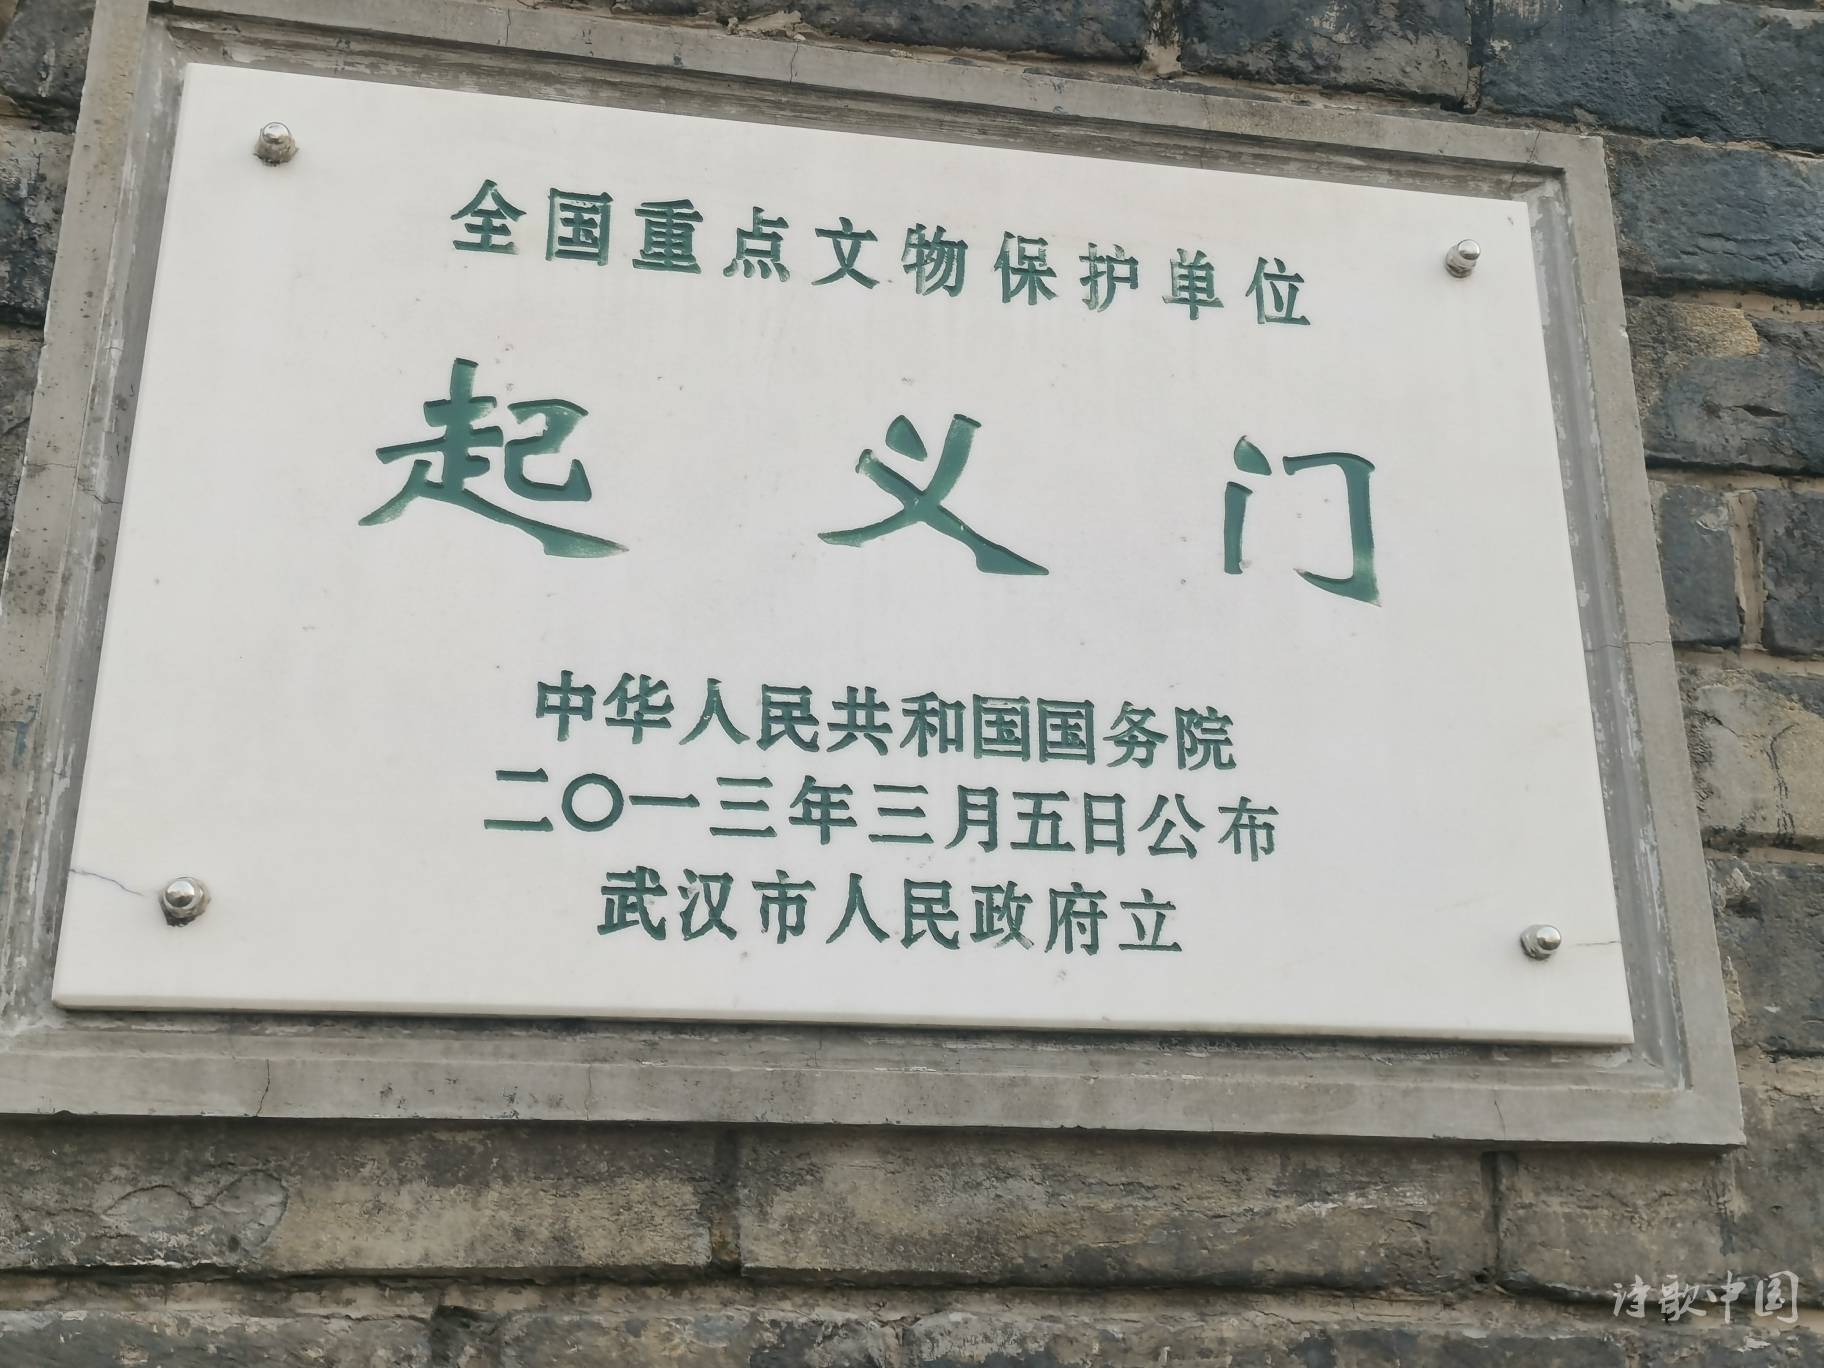 全国重点文物保护单位
起义门
中华人民共和国国务院
二〇一三年三月五日公布
武汉市人民政府立
诗歌中国